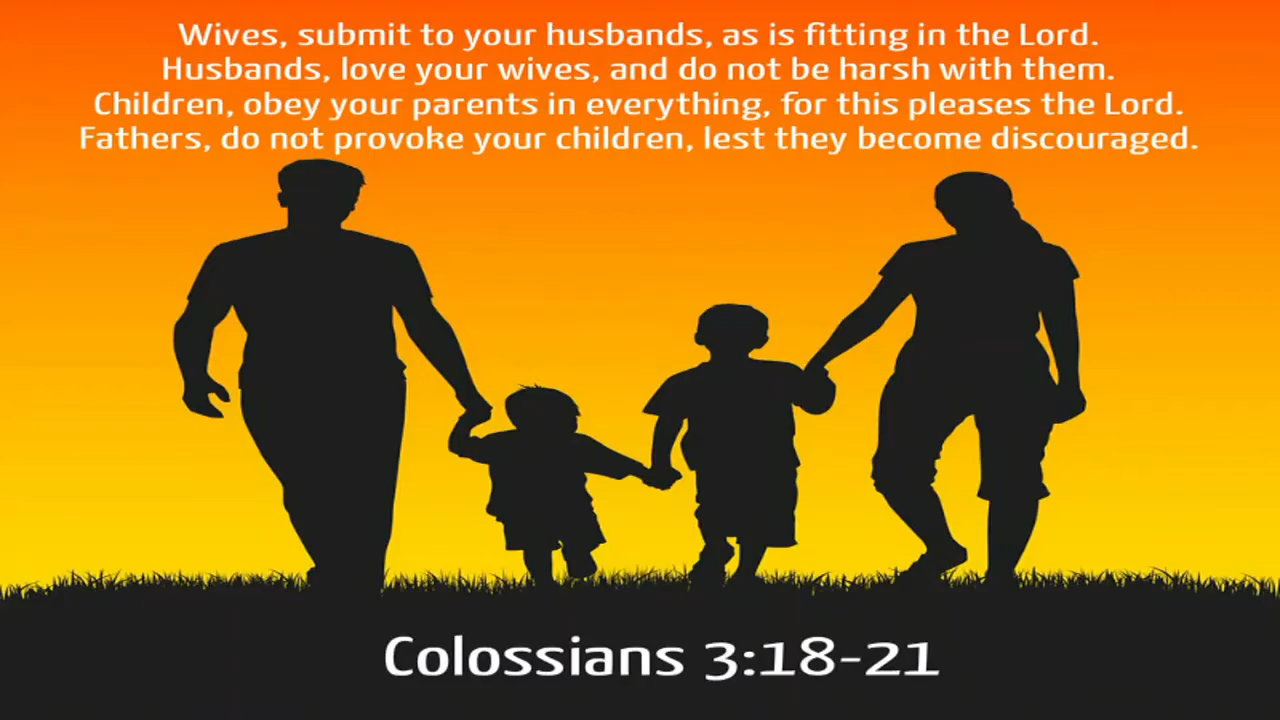 Wives, submit to your husbands, as is fitting in the Lord.
Husbands, love your wives, and do not be harsh with them.
Children, obey your parents in everything, for this pleases the Lord.
Fathers, do not provoke your children, lest they become discouraged.
Colossians 3:18-21